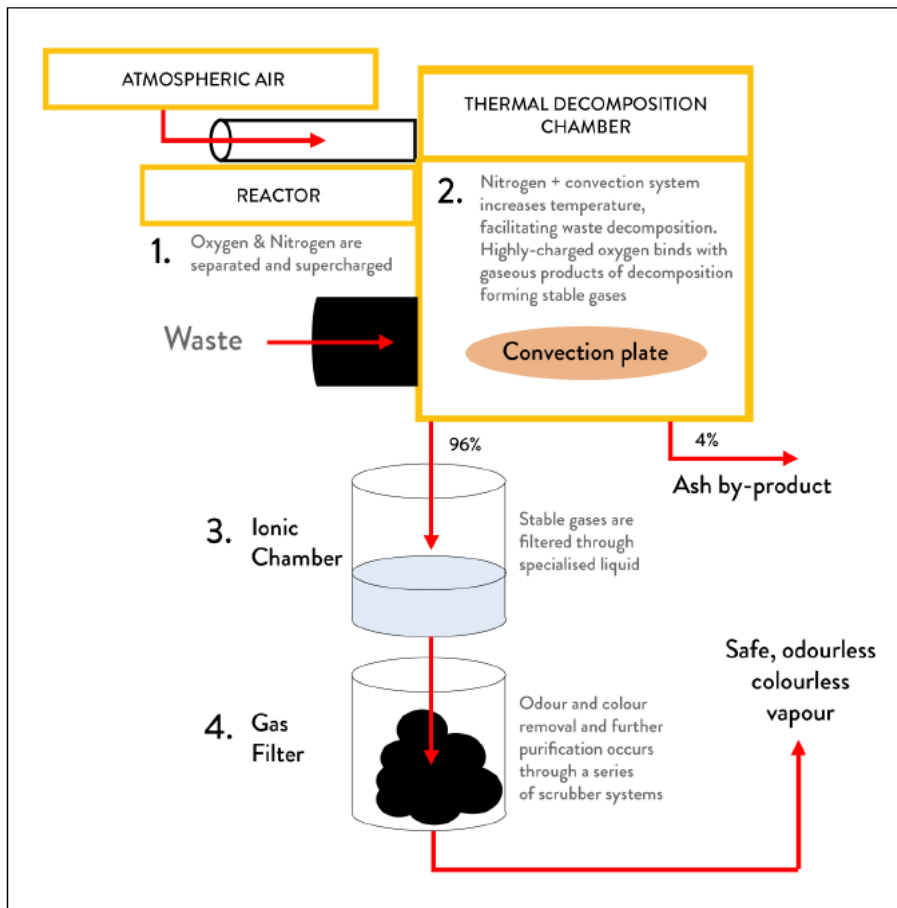 ATMOSPHERIC AIR
THERMAL DECOMPOSITION
CHAMBER
REACTOR
1. Oxygen & Nitrogen are
separated and supercharged
2. Nitrogen + convection system
increases temperature,
facilitating waste decomposition.
Highly-charged oxygen binds with
gaseous products of decomposition
forming stable gases
Waste
Convection plate
96%
4%
Ash by-product
3. Ionic
Chamber
Stable gases are
filtered through
specialised liquid
4. Gas
Filter
Odour and colour
removal and further
purification occurs
through a series
of scrubber systems
Safe, odourless
colourless
vapour